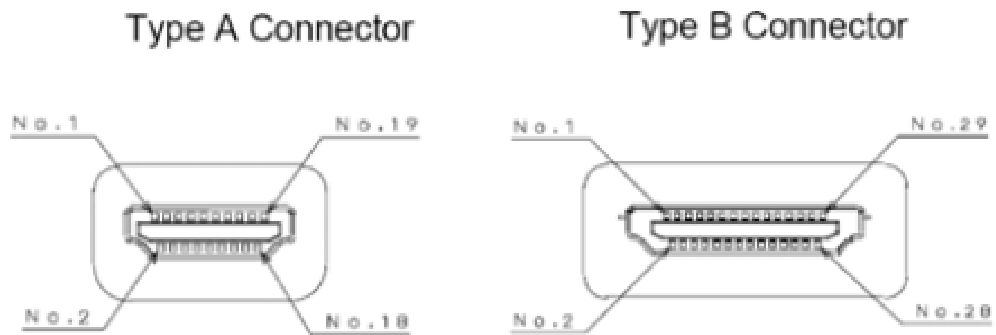 Type A Connector
Type B Connector
No.1
No.19
No.1
No.29
No.2
No.18
No.2
No.28